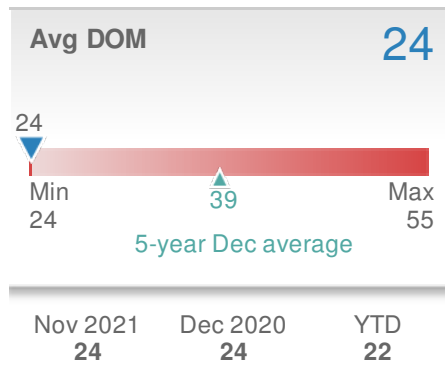 Avg DOM 24
24
Min 39 Max
24 55
5-year Dec average
Nov 2021 Dec 2020 YTD
24 24 22